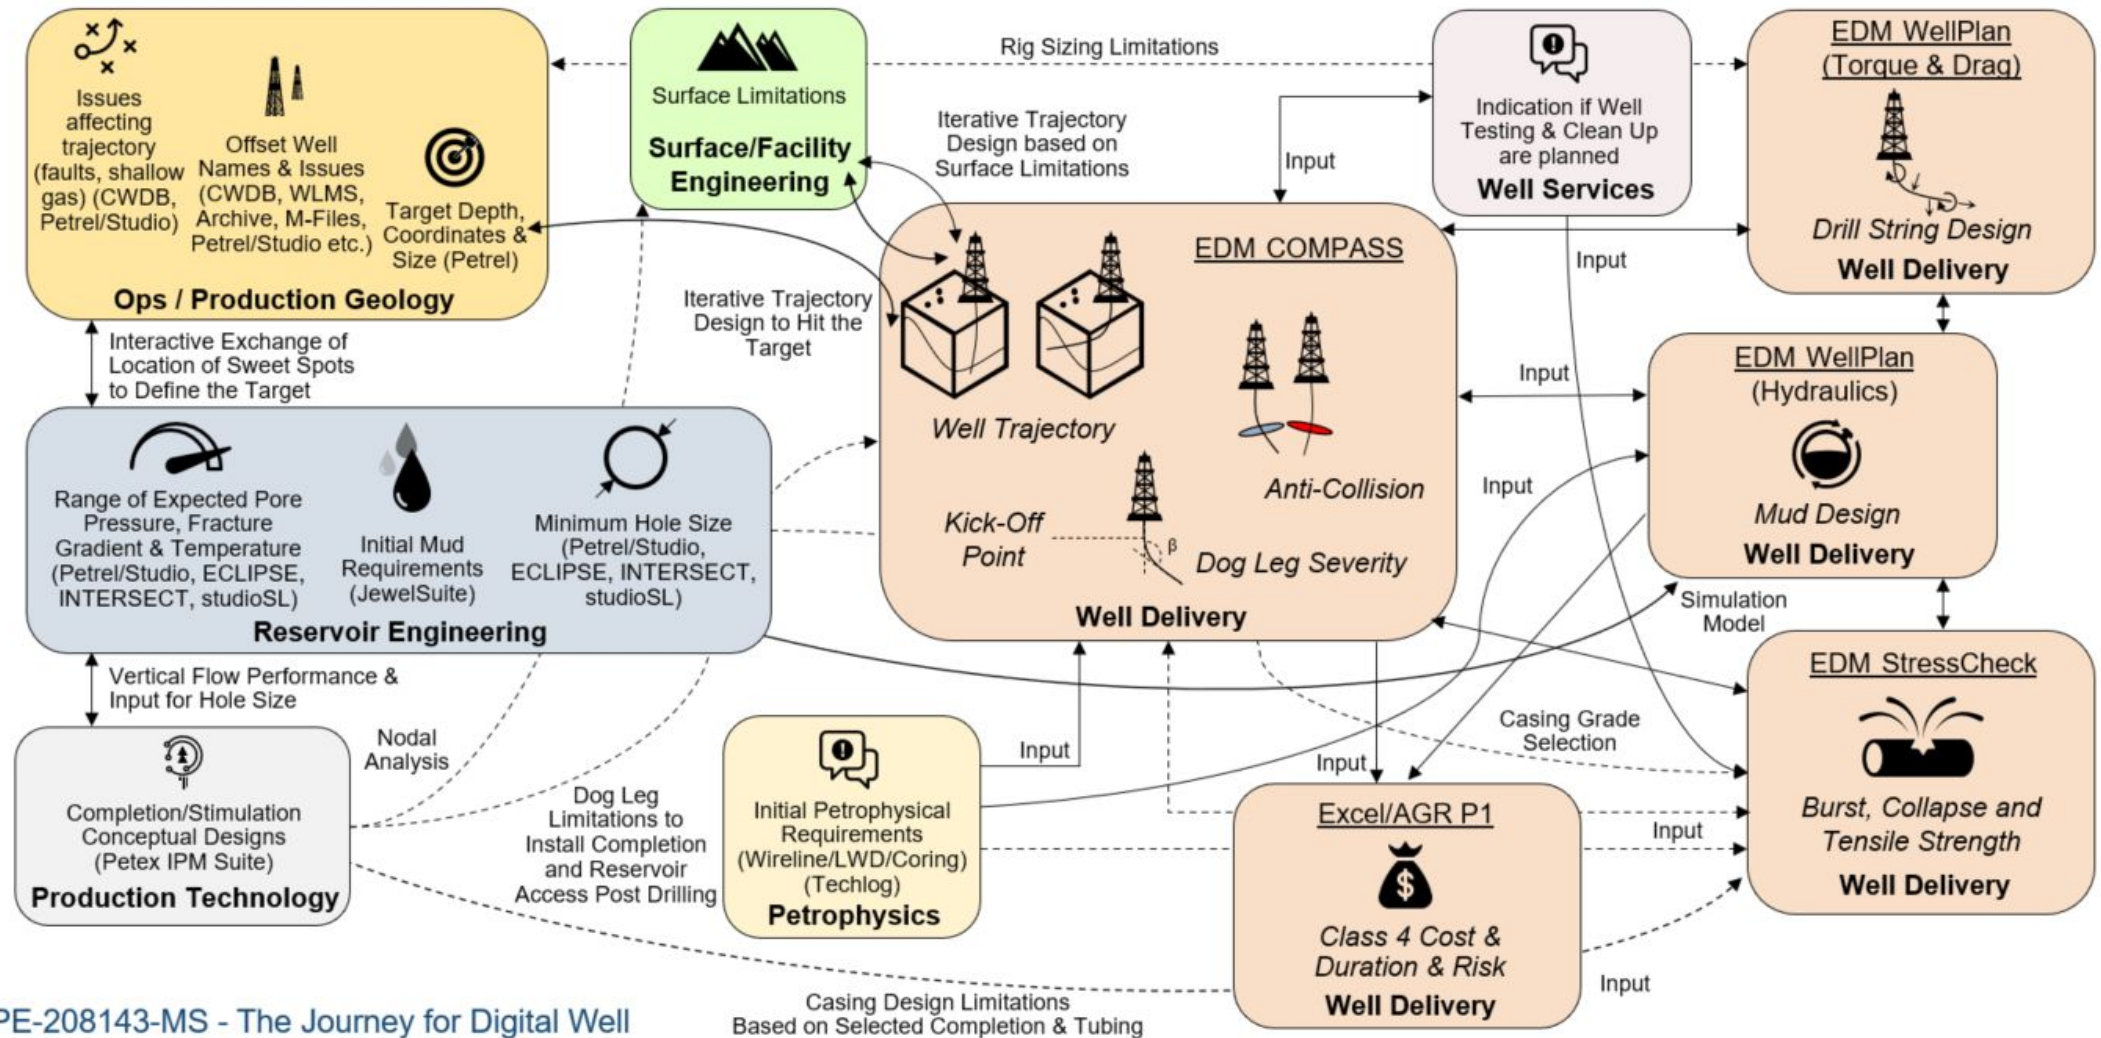 Issues
affecting
trajectory
(faults, shallow
gas) (CWDB,
Petrel/Studio)
Offset Well
Names & Issues
(CWDB, WLMS,
Archive, M-Files,
Petrel/Studio etc.)
Target Depth,
Coordinates &
Size (Petrel)
Ops / Production Geology
Surface Limitations
Surface/Facility
Engineering
Rig Sizing Limitations
Iterative Trajectory
Design based on
Surface Limitations
Input
Indication if Well
Testing & Clean Up
are planned
Well Services
EDM WellPlan
(Torque & Drag)
Drill String Design
Well Delivery
Interactive Exchange of
Location of Sweet Spots
to Define the Target
Iterative Trajectory
Design to Hit the
Target
EDM COMPASS
Well Trajectory
Anti-Collision
Kick-Off
Point
β
Dog Leg Severity
Well Delivery
Input
Input
Input
EDM WellPlan
(Hydraulics)
Mud Design
Well Delivery
Range of Expected Pore
Pressure, Fracture
Gradient & Temperature
(Petrel/Studio, ECLIPSE,
INTERSECT, studioSL)
Initial Mud
Requirements
(JewelSuite)
Minimum Hole Size
(Petrel/Studio,
ECLIPSE, INTERSECT,
studioSL)
Reservoir Engineering
Simulation
Model
Vertical Flow Performance &
Input for Hole Size
Nodal
Analysis
Completion/Stimulation
Conceptual Designs
(Petex IPM Suite)
Production Technology
Dog Leg
Limitations to
Install Completion
and Reservoir
Access Post Drilling
Initial Petrophysical
Requirements
(Wireline/LWD/Coring)
(Techlog)
Petrophysics
Input
Input
Casing Grade
Selection
Excel/AGR P1
$
Class 4 Cost &
Duration & Risk
Well Delivery
Input
Input
EDM StressCheck
Burst, Collapse and
Tensile Strength
Well Delivery
Casing Design Limitations
Based on Selected Completion & Tubing
PE-208143-MS - The Journey for Digital Well